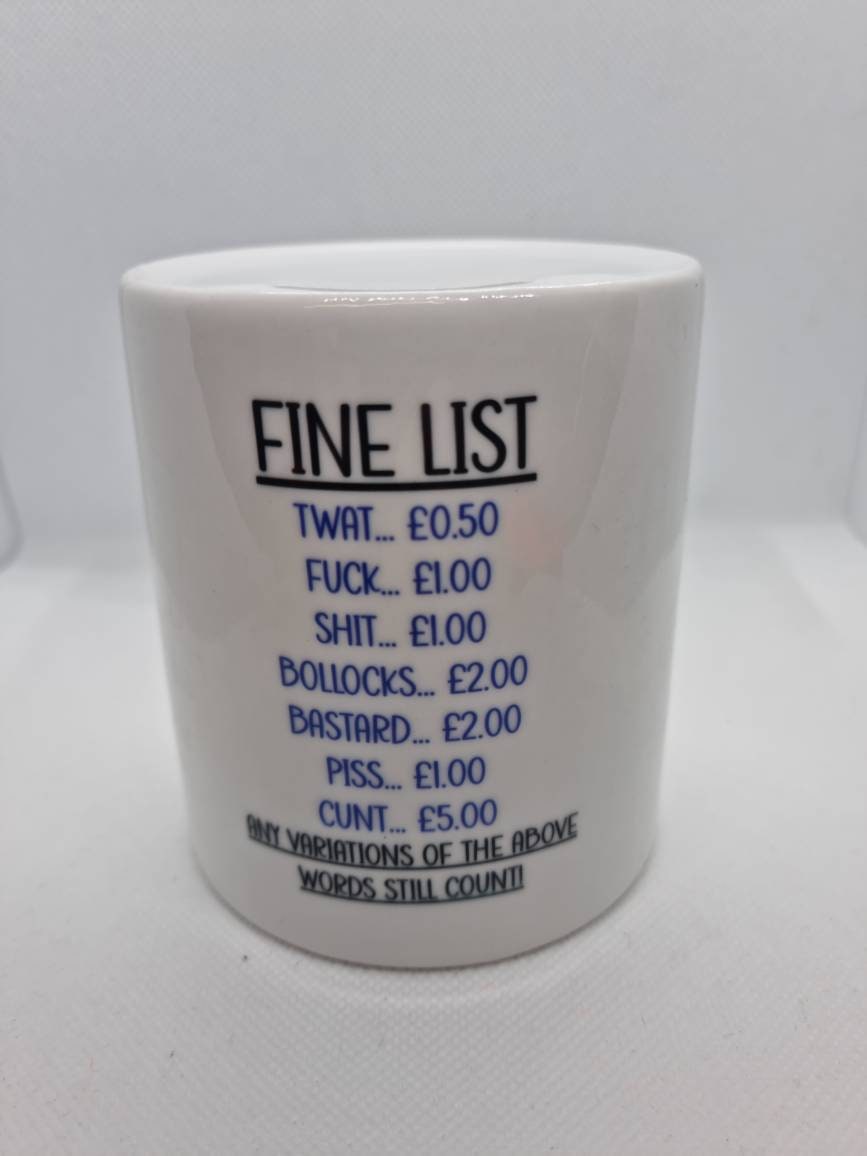 FINE LIST
TWAT... £0.50
FUCK... £1.00
SHIT... £1.00
BOLLOCKS... £2.00
BASTARD... £2.00
PISS... £1.00
CUNT... £5.00
ANY VARIATIONS OF THE ABOVE
WORDS STILL COUNT!